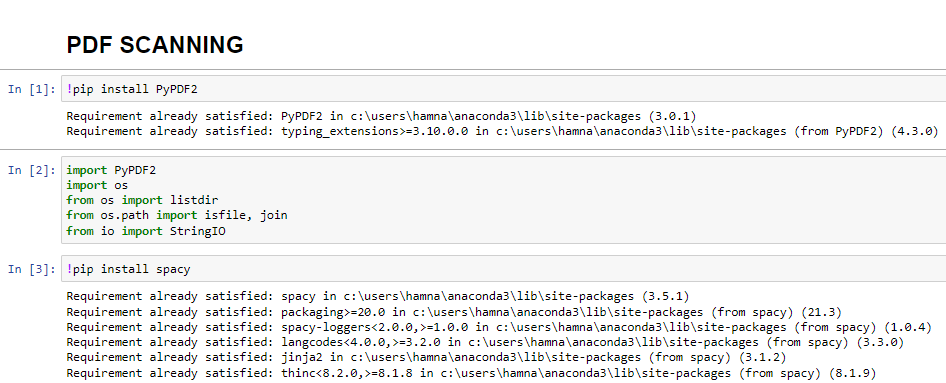 PDF SCANNING
In [1]: !pip install PyPDF2
Requirement already satisfied: PyPDF2 in c:\users\hamna\anaconda3\lib\site-packages (3.0.1)
Requirement already satisfied: typing_extensions>=3.10.0.0 in c:\users\hamna\anaconda3\lib\site-packages (from PyPDF2) (4.3.0)
In [2]: import PyPDF2
import os
from os import listdir
from os.path import isfile, join
from io import StringIO
In [3]: !pip install spacy
Requirement already satisfied: spacy in c:\users\hamna\anaconda3\lib\site-packages (3.5.1)
Requirement already satisfied: packaging>=20.0 in c:\users\hamna\anaconda3\lib\site-packages (from spacy) (21.3)
Requirement already satisfied: spacy-loggers<2.0.0,>=1.0.0 in c:\users\hamna\anaconda3\lib\site-packages (from spacy) (1.0.4)
Requirement already satisfied: langcodes<4.0.0,>=3.2.0 in c:\users\hamna\anaconda3\lib\site-packages (from spacy) (3.3.0)
Requirement already satisfied: jinja2 in c:\users\hamna\anaconda3\lib\site-packages (from spacy) (3.1.2)
Requirement already satisfied: thinc<8.2.0,>=8.1.8 in c:\users\hamna\anaconda3\lib\site-packages (from spacy) (8.1.9)